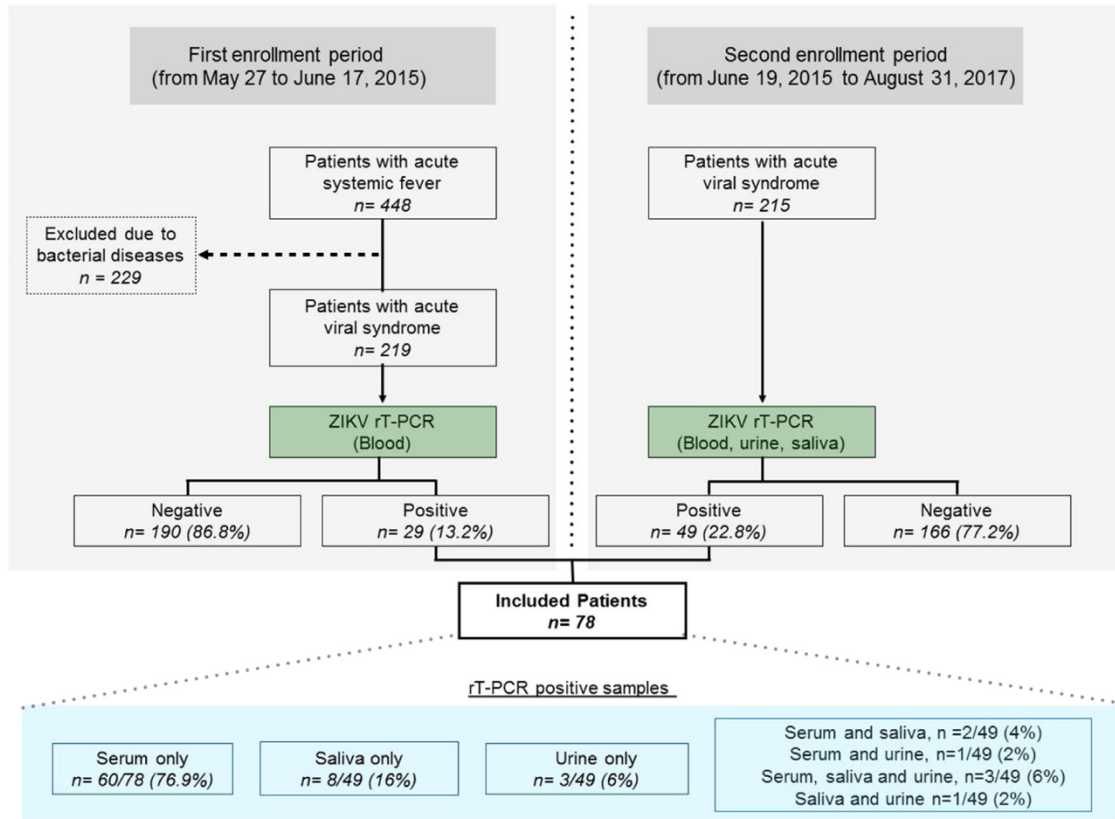 First enrollment period
(from May 27 to June 17, 2015)
Second enrollment period
(from June 19, 2015 to August 31, 2017)
Patients with acute
systemic fever
n= 448
Patients with acute
viral syndrome
n= 215
Excluded due to
bacterial diseases
n = 229
Patients with acute
viral syndrome
n= 219
ZIKV rT-PCR
(Blood)
ZIKV rT-PCR
(Blood, urine, saliva)
Negative
n= 190 (86.8%)
Positive
n= 29 (13.2%)
Positive
n= 49 (22.8%)
Negative
n= 166 (77.2%)
Included Patients
n= 78
rT-PCR positive samples
Serum only
n= 60/78 (76.9%)
Saliva only
n= 8/49 (16%)
Urine only
n= 3/49 (6%)
Serum and saliva, n =2/49 (4%)
Serum and urine, n=1/49 (2%)
Serum, saliva and urine, n=3/49 (6%)
Saliva and urine n=1/49 (2%)